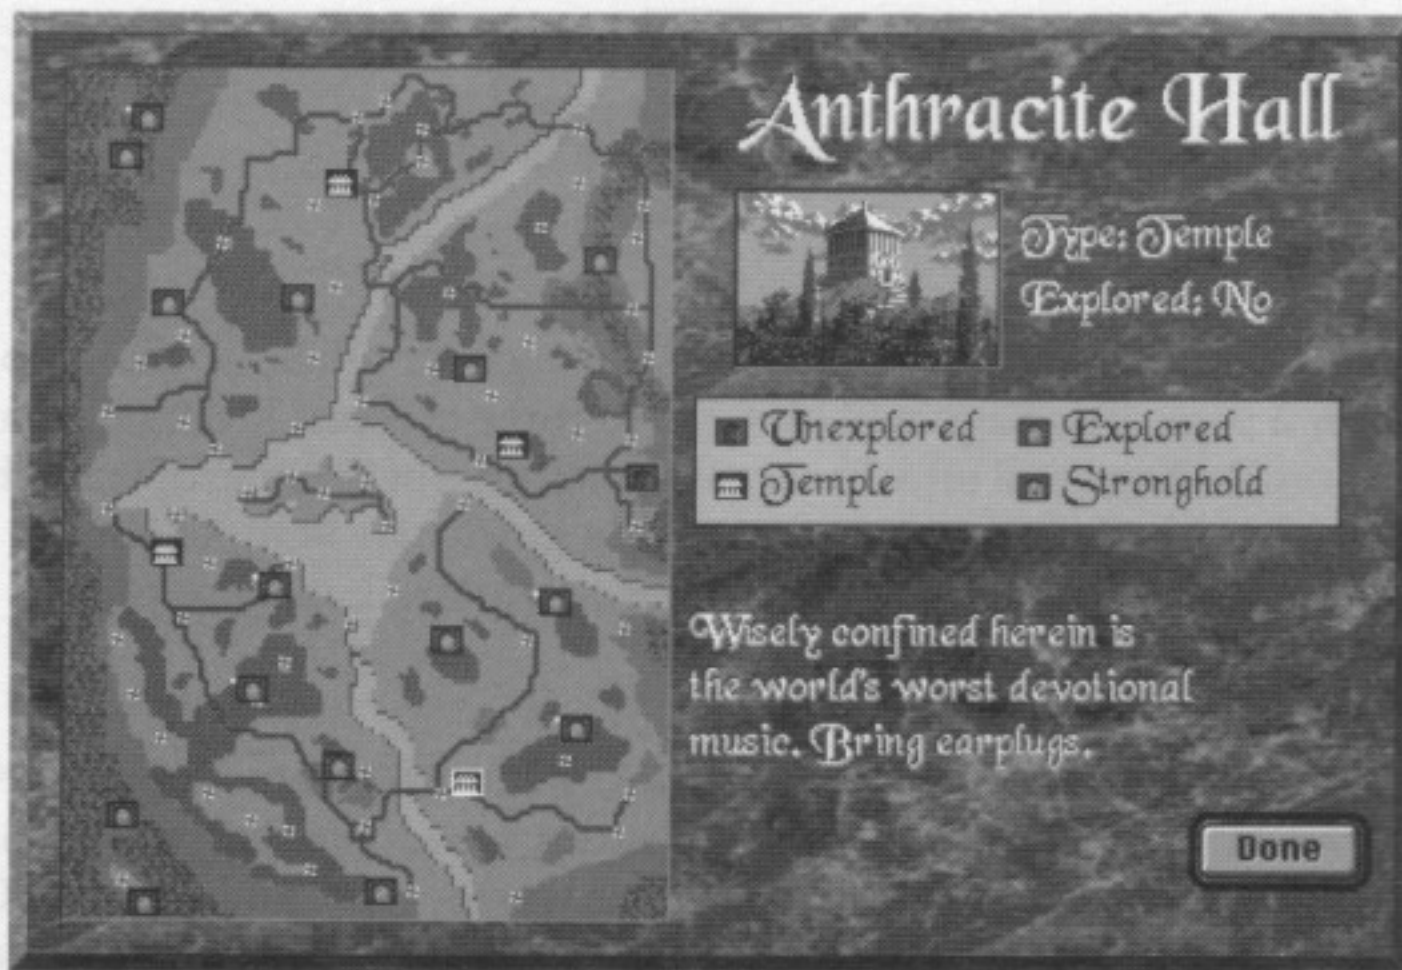 Anthracite Hall
Type: Temple
Explored: No
Unexplored
Explored
Temple
Stronghold
Wisely confined herein is
the world's worst devotional
music. Bring earplugs.
Done